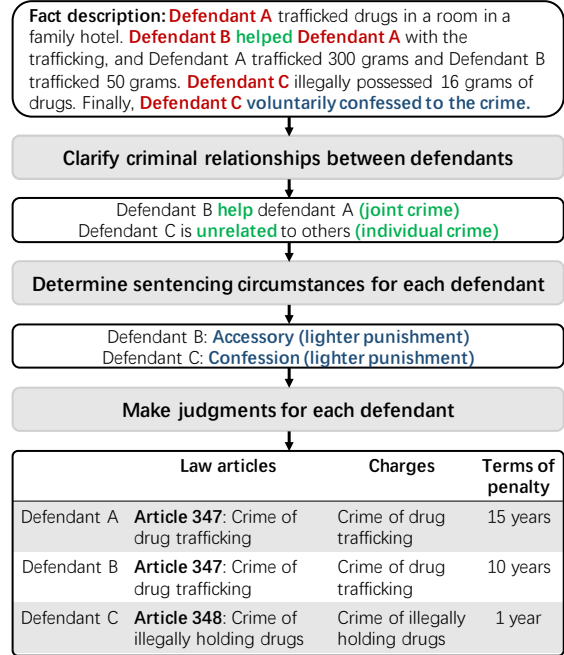 Fact description: Defendant A trafficked drugs in a room in a
family hotel. Defendant B helped Defendant A with the
trafficking, and Defendant A trafficked 300 grams and Defendant B
trafficked 50 grams. Defendant C illegally possessed 16 grams of
drugs. Finally, Defendant C voluntarily confessed to the crime.
Clarify criminal relationships between defendants
Defendant B help defendant A (joint crime)
Defendant C is unrelated to others (individual crime)
Determine sentencing circumstances for each defendant
Defendant B: Accessory (lighter punishment)
Defendant C: Confession (lighter punishment)
Make judgments for each defendant
Law articles Charges Terms of
penalty
Defendant A Article 347: Crime of Crime of drug 15 years
drug trafficking trafficking
Defendant B Article 347: Crime of Crime of drug 10 years
drug trafficking trafficking
Defendant C Article 348: Crime of Crime of illegally 1 year
illegally holding drugs holding drugs